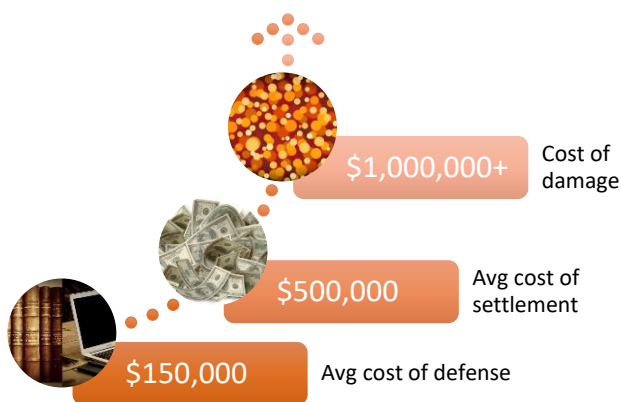 $1,000,000+
Cost of
damage
$500,000
Avg cost of
settlement
$150,000
Avg cost of defense